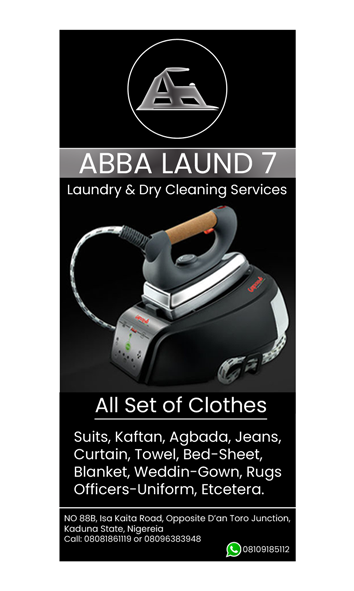 ABBA LAUND 7
Laundry & Dry Cleaning Services
All Set of Clothes
Suits, Kaftan, Agbada, Jeans,
Curtain, Towel, Bed-Sheet,
Blanket, Weddin-Gown, Rugs
Officers-Uniform, Etcetera.
NO 88B, Isa Kaita Road, Opposite D'an Toro Junction,
Kaduna State, Nigereia
Call: 08081861119 or 08096383948
08109185112